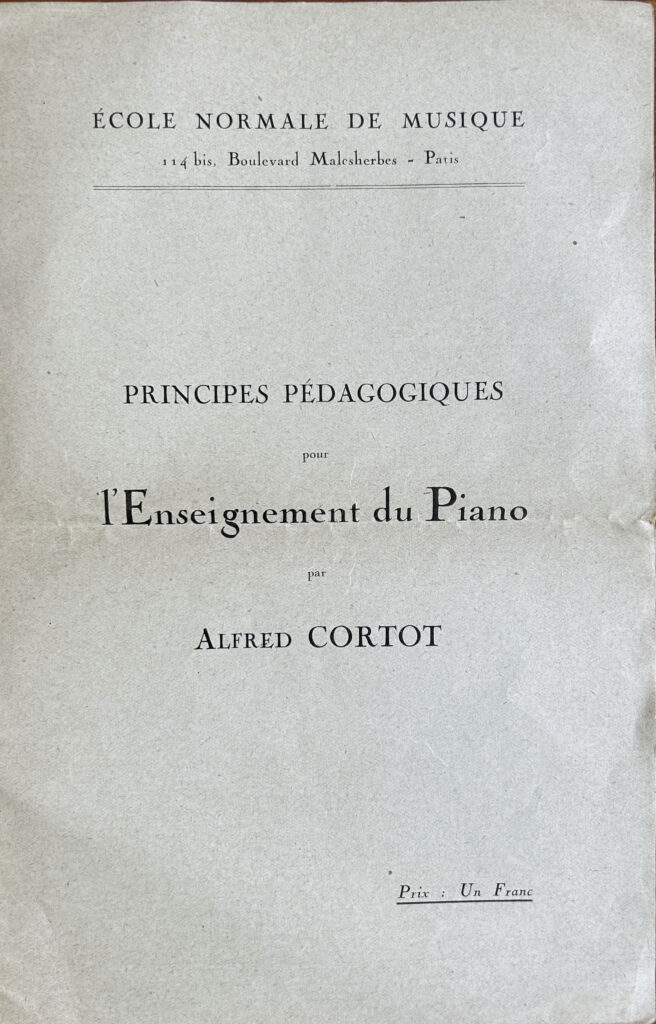 ÉCOLE NORMALE DE MUSIQUE
114 bis, Boulevard Malesherbes - Paris
PRINCIPES PÉDAGOGIQUES
pour
l'Enseignement du Piano
par
ALFRED CORTOT
Prix : Un Franc